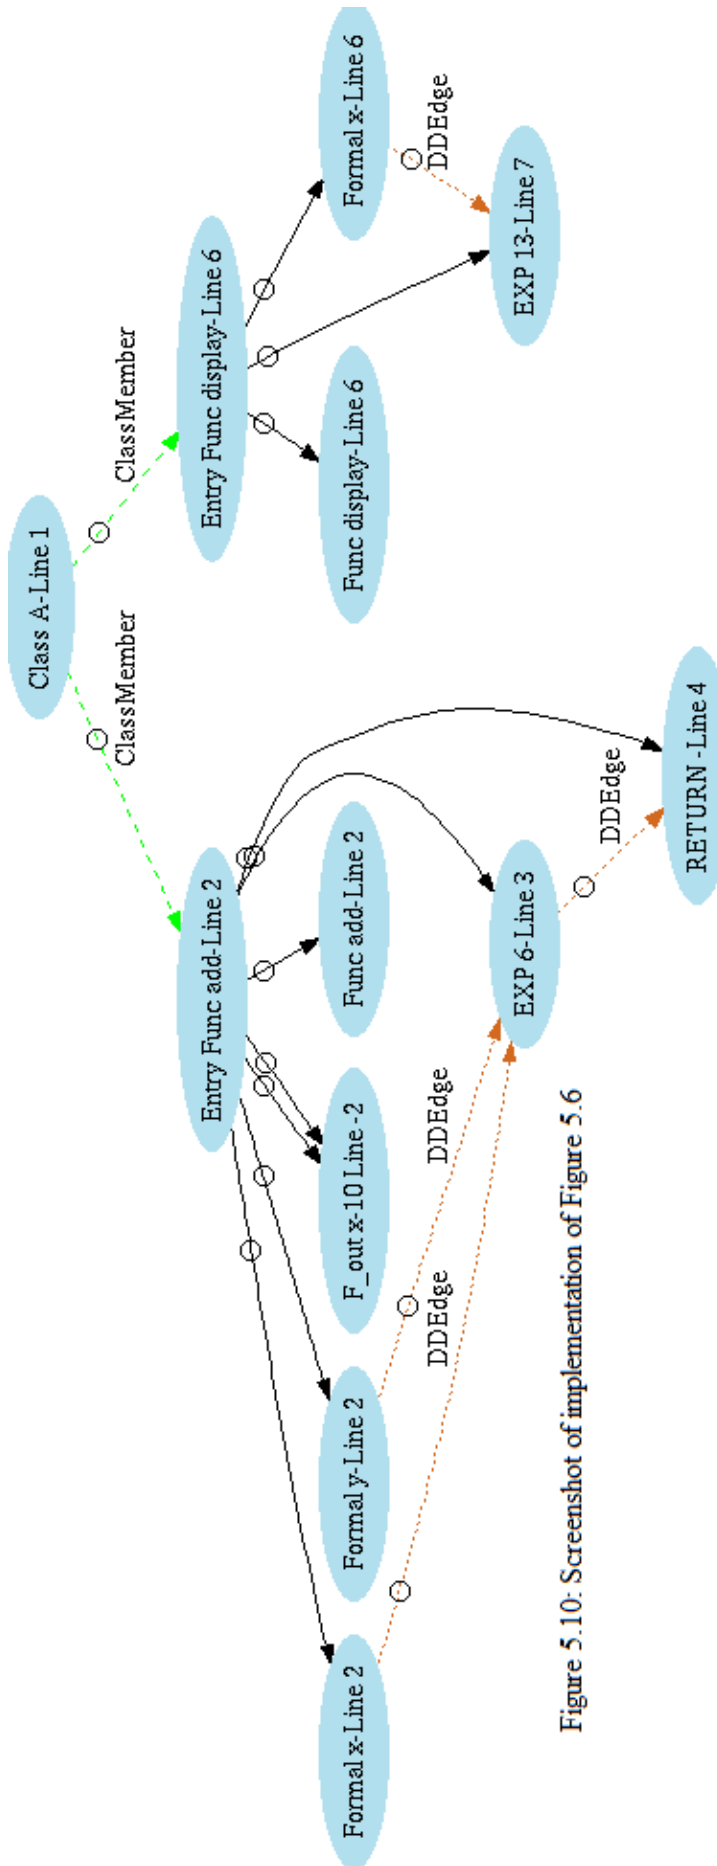 Class A-Line 1
ClassMember
ClassMember
Entry Func add-Line 2
Entry Func display-Line 6
Formal x-Line 2
Formal y-Line 2
F_out x-10 Line -2
Func add-Line 2
Func display-Line 6
Formal x-Line 6
DDEdge
DDEdge
DDEdge
EXP 6-Line 3
EXP 13-Line 7
DDEdge
RETURN -Line 4
Figure 5.10: Screenshot of implementation of Figure 5.6